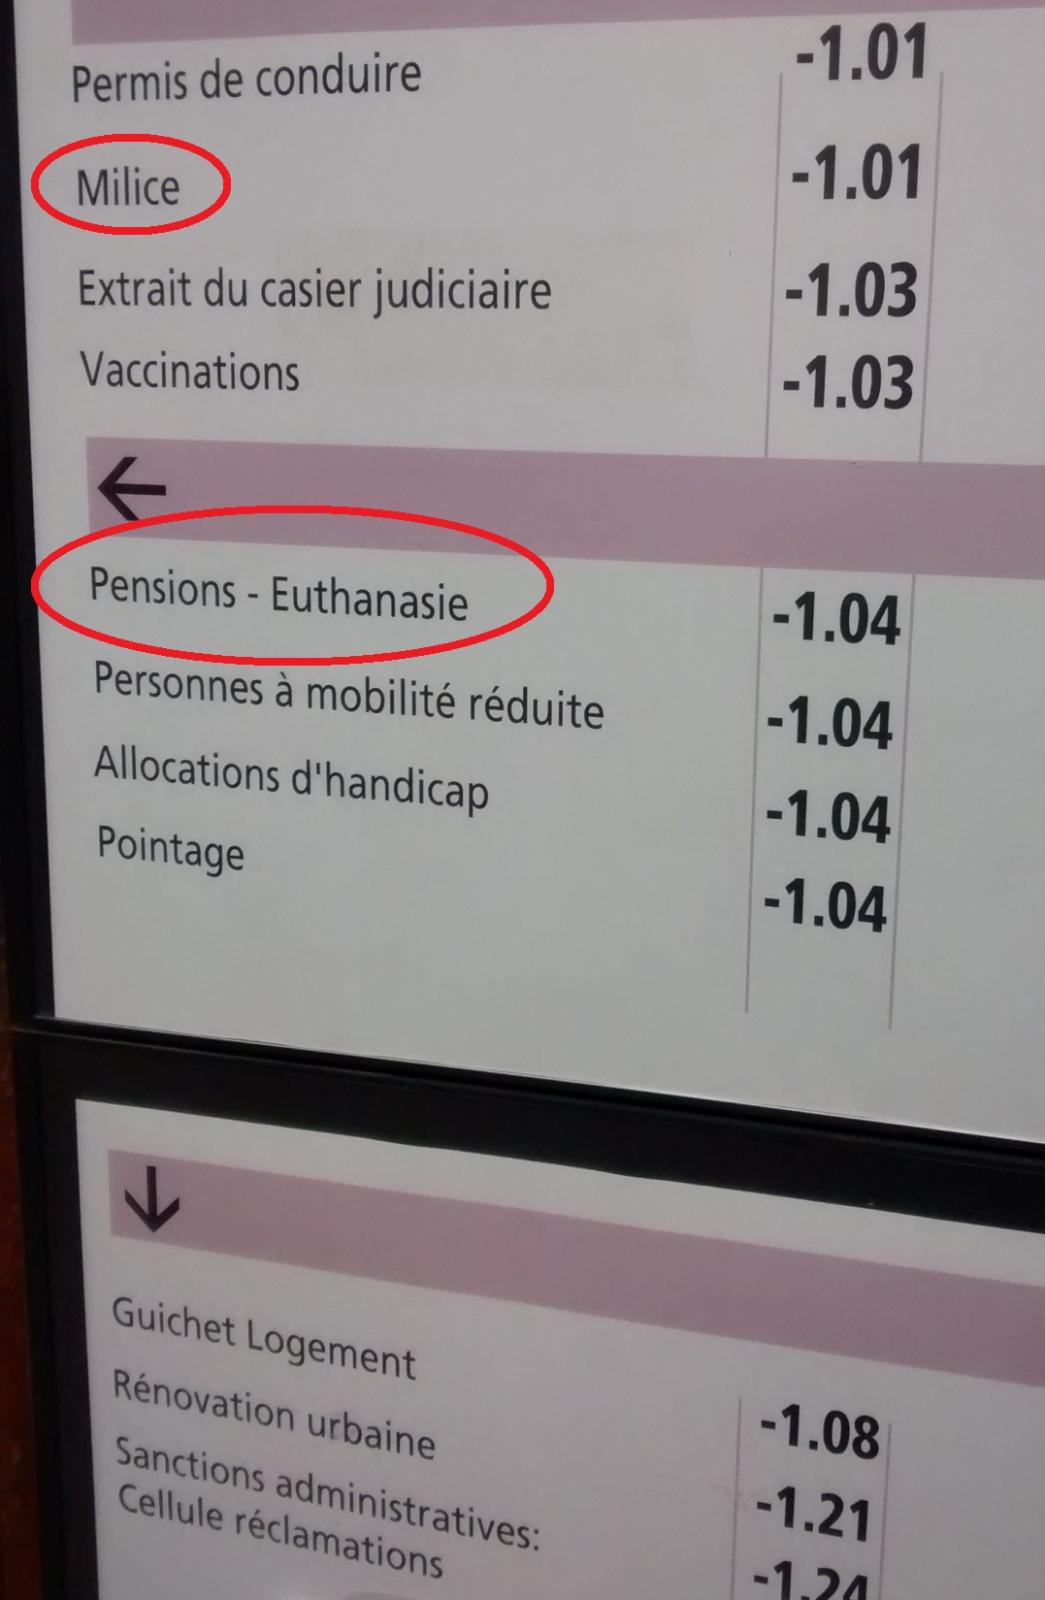 Permis de conduire -1.01
Milice -1.01
Extrait du casier judiciaire -1.03
Vaccinations -1.03
←
Pensions - Euthanasie -1.04
Personnes à mobilité réduite -1.04
Allocations d'handicap -1.04
Pointage -1.04
↓
Guichet Logement -1.08
Rénovation urbaine -1.21
Sanctions administratives: -1.24
Cellule réclamations